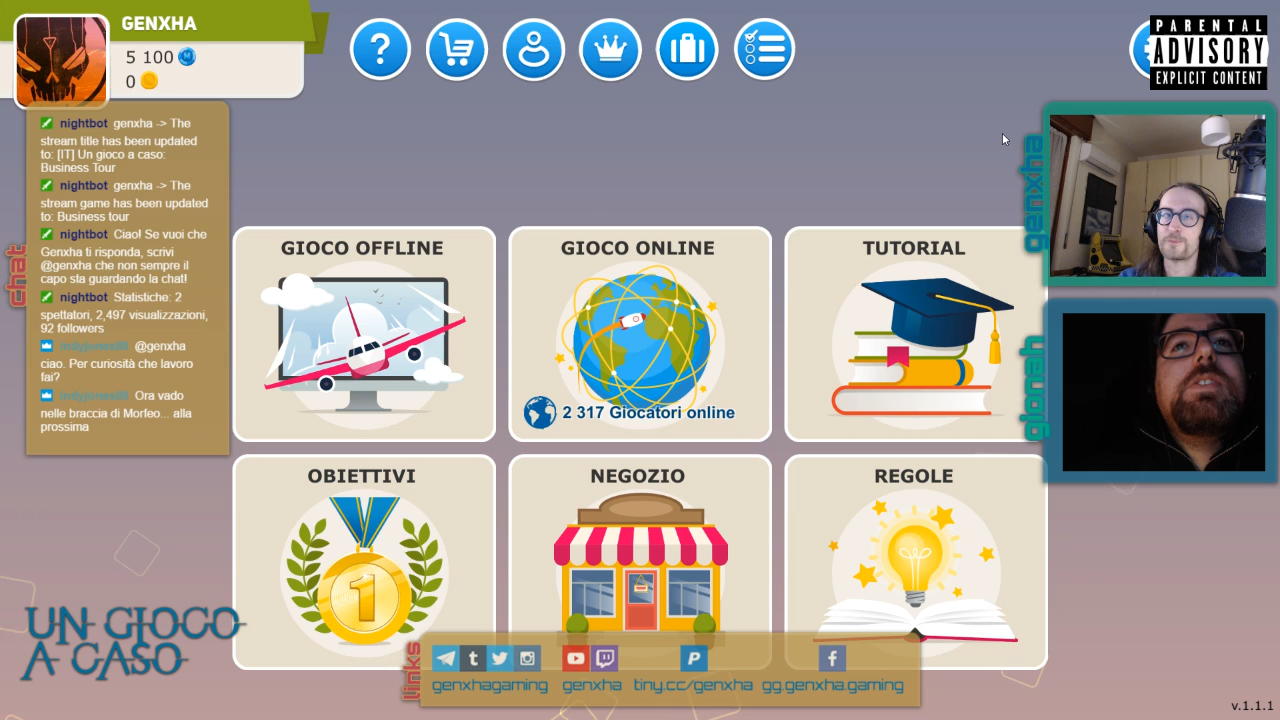 GENXHA
5 100
0
PARENTAL
ADVISORY
EXPLICIT CONTENT
chat
nightbot genxha -> The
stream title has been updated
to: [IT] Un gioco a caso:
Business Tour
nightbot genxha -> The
stream game has been updated
to: Business tour
nightbot Ciao! Se vuoi che
Genxha ti risponda, scrivi
@genxha che non sempre il
capo sta guardando la chat!
nightbot Statistiche: 2
spettatori, 2,497 visualizzazioni,
92 followers
@genxha
ciao. Per curiosità che lavoro
fai?
Ora vado
nelle braccia di Morfeo... alla
prossima
GIOCO OFFLINE
GIOCO ONLINE
2 317 Giocatori online
TUTORIAL
genxha
gionah
OBIETTIVI
1
NEGOZIO
REGOLE
UN GIOCO
A CASO
links
genxhagaming genxha tiny.cc/genxha gg.genxha.gaming
v.1.1.1